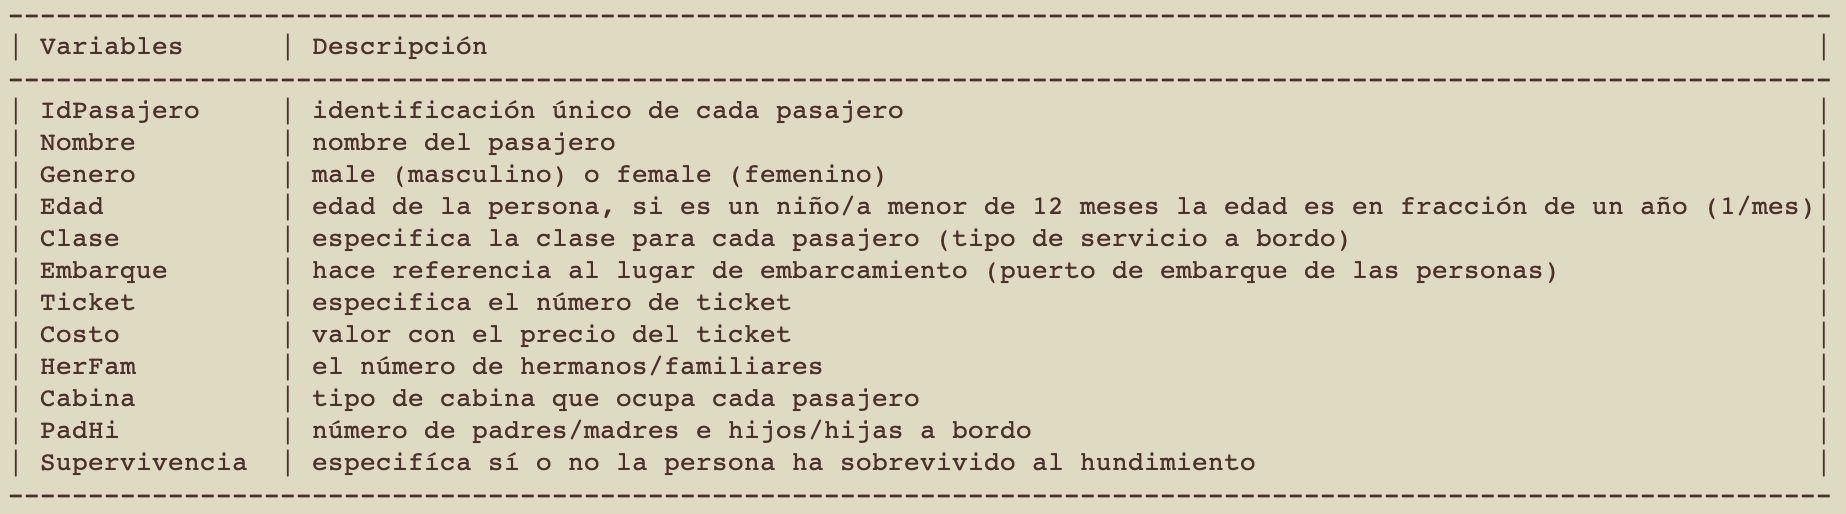 Variables | Descripción
IdPasajero | identificación único de cada pasajero
Nombre | nombre del pasajero
Genero | male (masculino) o female (femenino)
Edad | edad de la persona, si es un niño/a menor de 12 meses la edad es en fracción de un año (1/mes)
Clase | especifica la clase para cada pasajero (tipo de servicio a bordo)
Embarque | hace referencia al lugar de embarcamiento (puerto de embarque de las personas)
Ticket | especifica el número de ticket
Costo | valor con el precio del ticket
HerFam | el número de hermanos/familiares
Cabina | tipo de cabina que ocupa cada pasajero
PadHi | número de padres/madres e hijos/hijas a bordo
Supervivencia | especifíca sí o no la persona ha sobrevivido al hundimiento